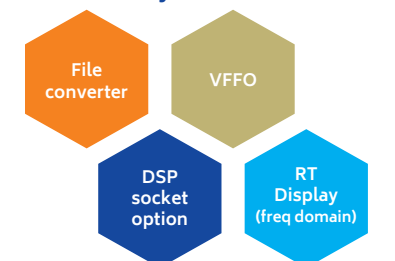 File
converter
VFFO
DSP
socket
option
RT
Display
(freq domain)